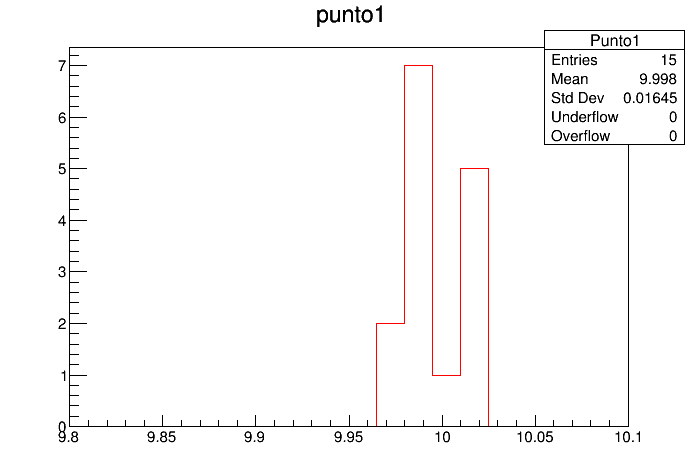 punto1
Punto1
Entries 15
Mean 9.998
Std Dev 0.01645
Underflow 0
Overflow 0
7
6
5
4
3
2
1
0
9.8 9.85 9.9 9.95 10 10.05 10.1